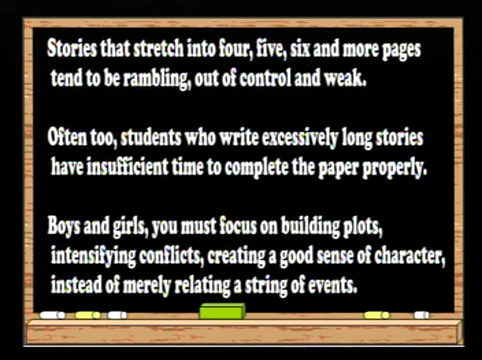 Stories that stretch into four, five, six and more pages
tend to be rambling, out of control and weak.
Often too, students who write excessively long stories
have insufficient time to complete the paper properly.
Boys and girls, you must focus on building plots,
intensifying conflicts, creating a good sense of character,
instead of merely relating a string of events.